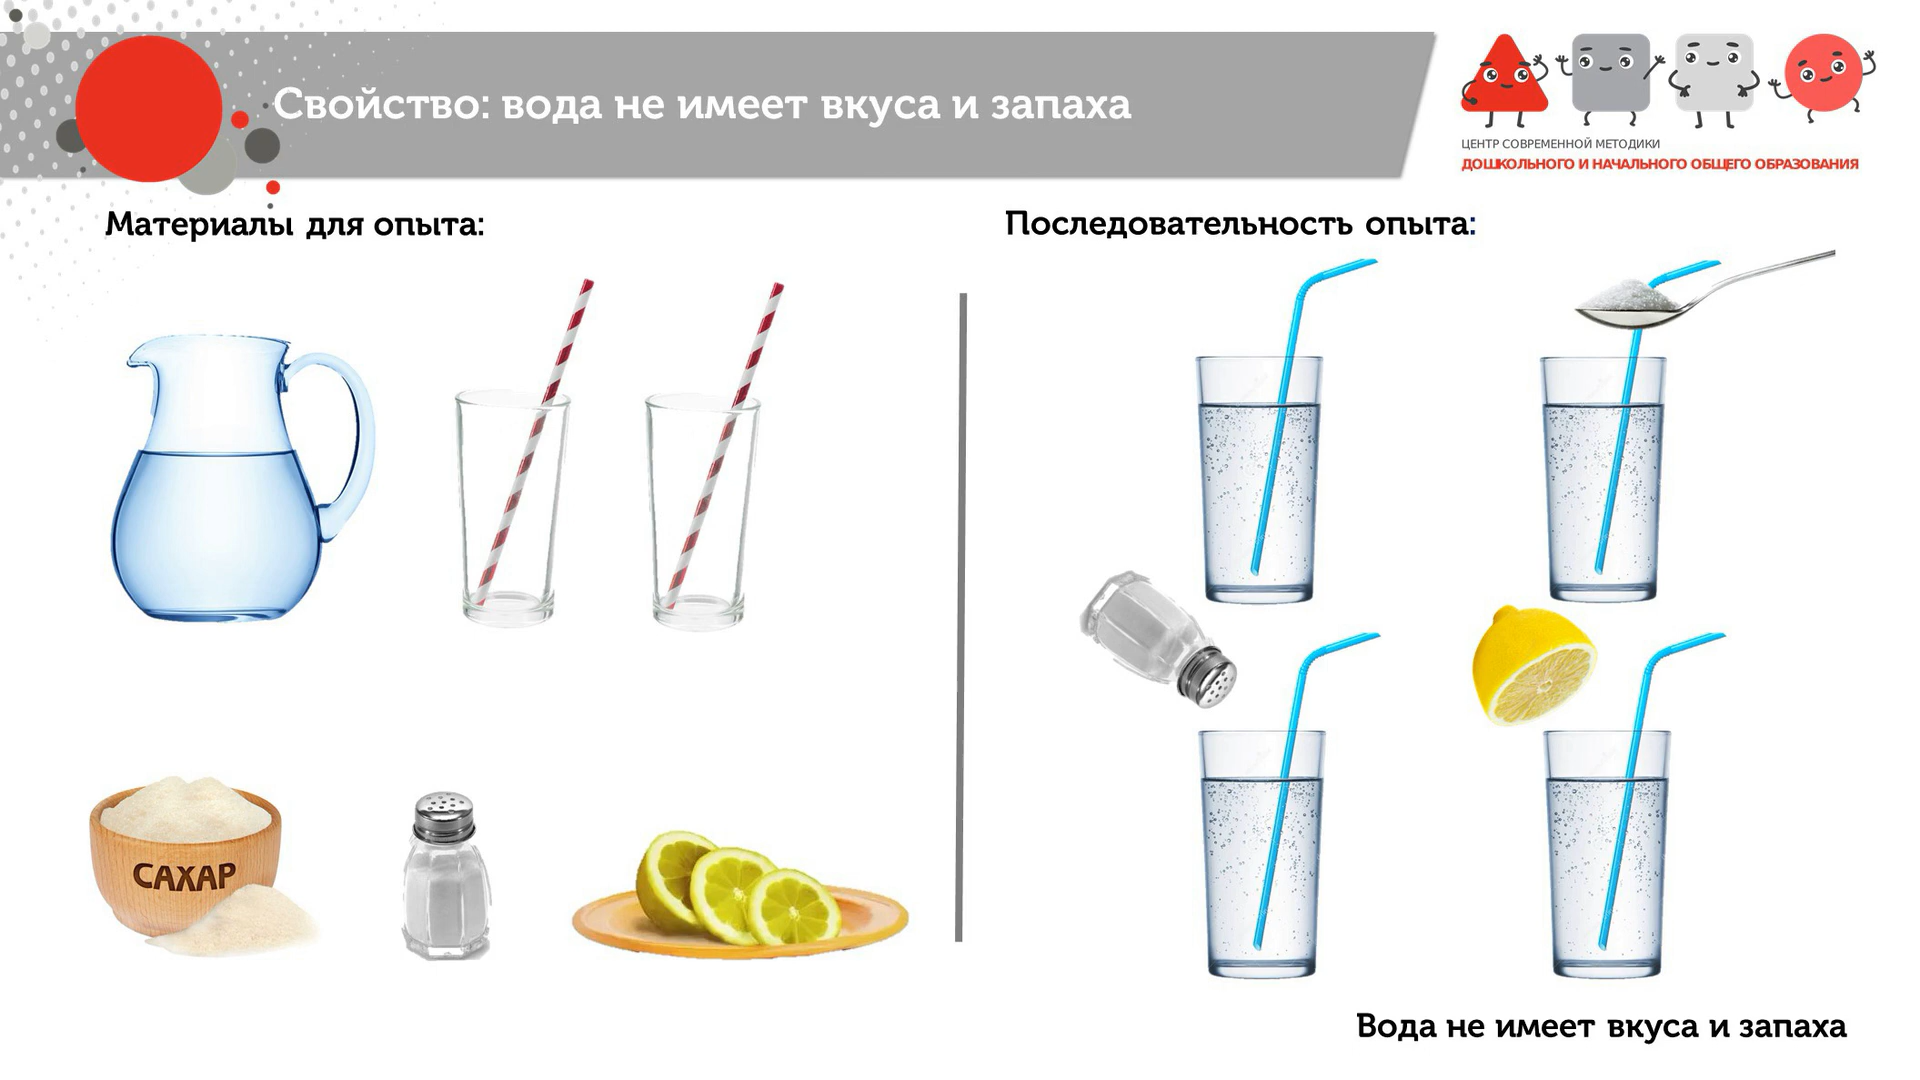 Свойство: вода не имеет вкуса и запаха
ЦЕНТР СОВРЕМЕННОЙ МЕТОДИКИ
ДОШКОЛЬНОГО И НАЧАЛЬНОГО ОБЩЕГО ОБРАЗОВАНИЯ
Материалы для опыта:
Последовательность опыта:
САХАР
Вода не имеет вкуса и запаха